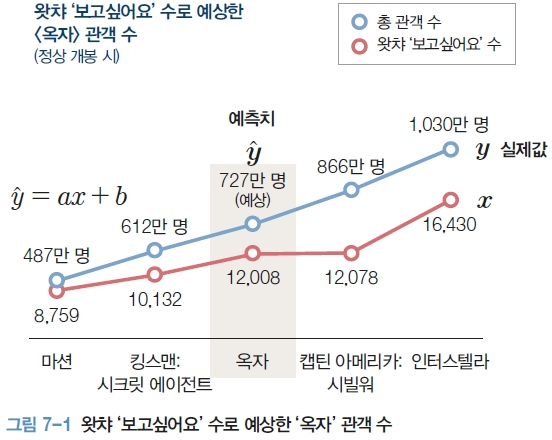 왓챠 '보고싶어요' 수로 예상한
<옥자> 관객 수
(정상 개봉 시)
총 관객 수
왓챠 '보고싶어요' 수
예측치
ŷ
ŷ = ax + b
487만 명
612만 명
727만 명
(예상)
866만 명
1,030만 명
y 실제값
x
8,759
10,132
12,008
12,078
16,430
마션
킹스맨:
시크릿 에이전트
옥자
캡틴 아메리카:
시빌워
인터스텔라
그림 7-1 왓챠 '보고싶어요' 수로 예상한 '옥자' 관객 수